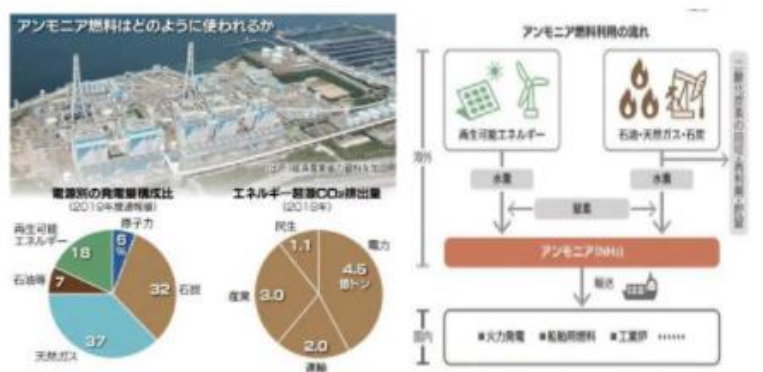 アンモニア燃料はどのように使われるか
電源別の発電量構成比
(2019年度速報値)
原子力
6
%
再生可能
エネルギー
18
石油等
7
32
石炭
37
天然ガス
エネルギー起源CO₂排出量
(2019年)
民生
1.1
電力
4.5
億トン
産業
3.0
2.0
運輸
アンモニア燃料利用の流れ
海外
再生可能エネルギー
石油・天然ガス・石炭
水素
水素
窒素
アンモニア(NH₃)
輸送
国内
■火力発電 ■船舶用燃料 ■工業炉 ……